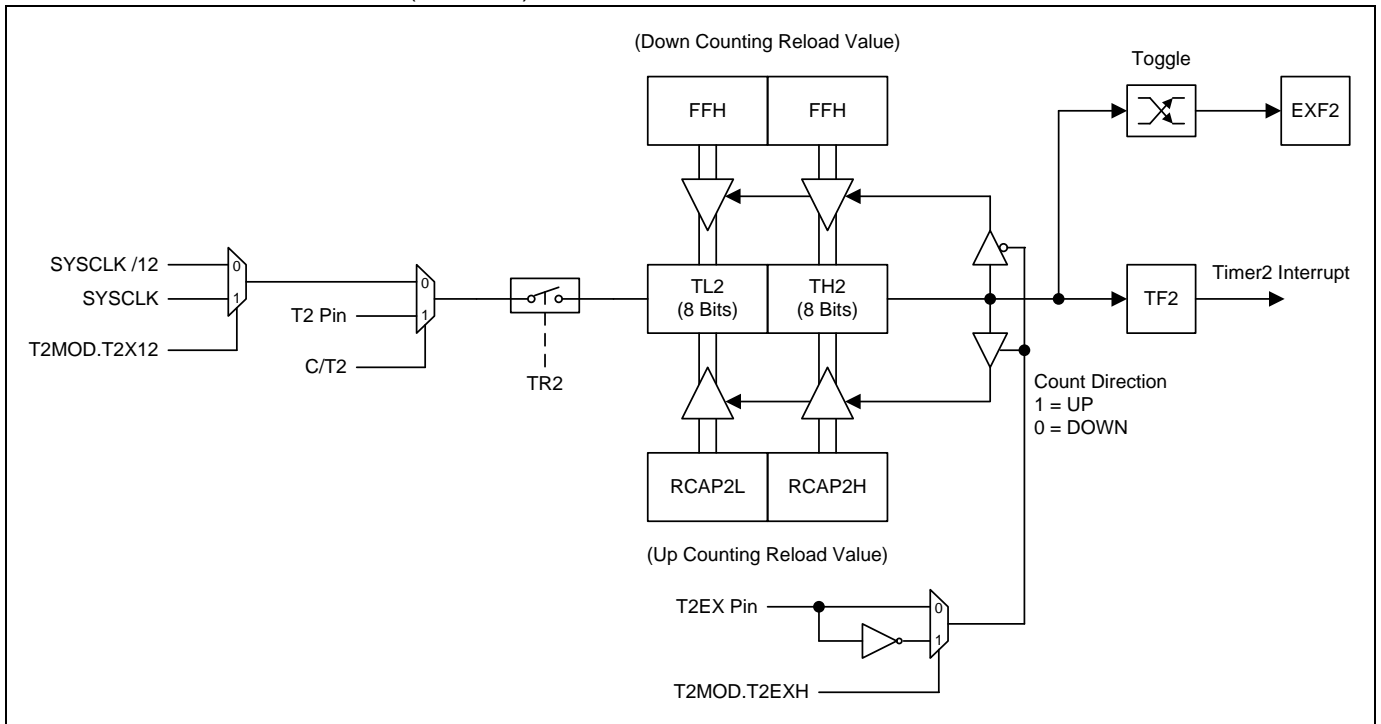 (Down Counting Reload Value)
Toggle
FFH
FFH
EXF2
SYSCLK /12
0
SYSCLK
1
T2MOD.T2X12
0
T2 Pin
1
C/T2
TR2
TL2
(8 Bits)
TH2
(8 Bits)
TF2
Timer2 Interrupt
Count Direction
1 = UP
0 = DOWN
RCAP2L
RCAP2H
(Up Counting Reload Value)
T2EX Pin
0
1
T2MOD.T2EXH